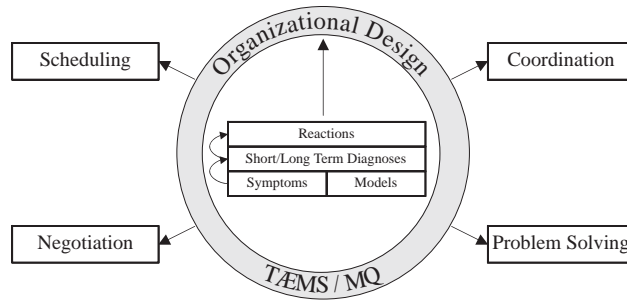 Organizational Design
Scheduling
Coordination
Reactions
Short/Long Term Diagnoses
Symptoms
Models
Negotiation
Problem Solving
TÆMS / MQ